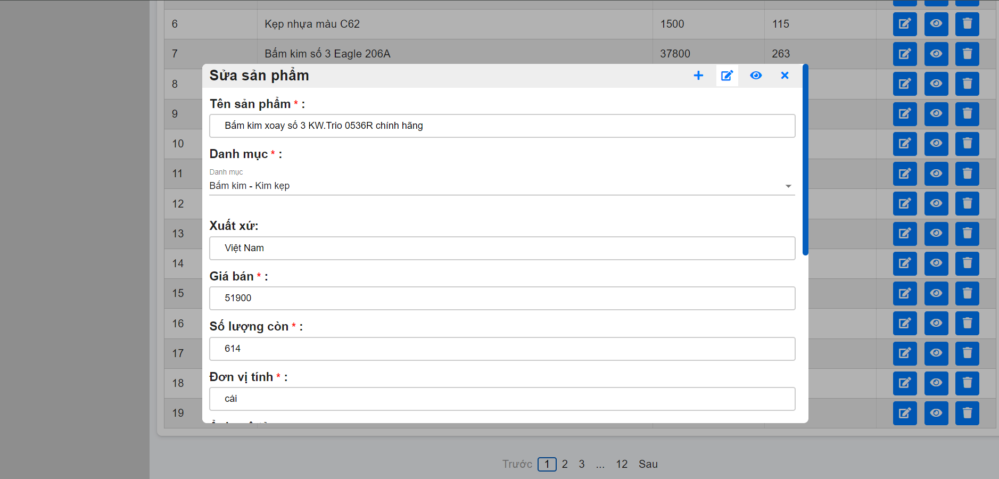 6 Kẹp nhựa màu C62 1500 115
7 Bấm kim số 3 Eagle 206A 37800 263
8
Sửa sản phẩm
Tên sản phẩm * :
Bấm kim xoay số 3 KW.Trio 0536R chính hãng
9
Danh mục * :
10
Danh mục
11
Bấm kim - Kim kẹp
12
Xuất xứ:
13
Việt Nam
14
Giá bán * :
15
51900
Số lượng còn * :
16
614
17
Đơn vị tính * :
18
cái
19
Trước 1 2 3 ... 12 Sau